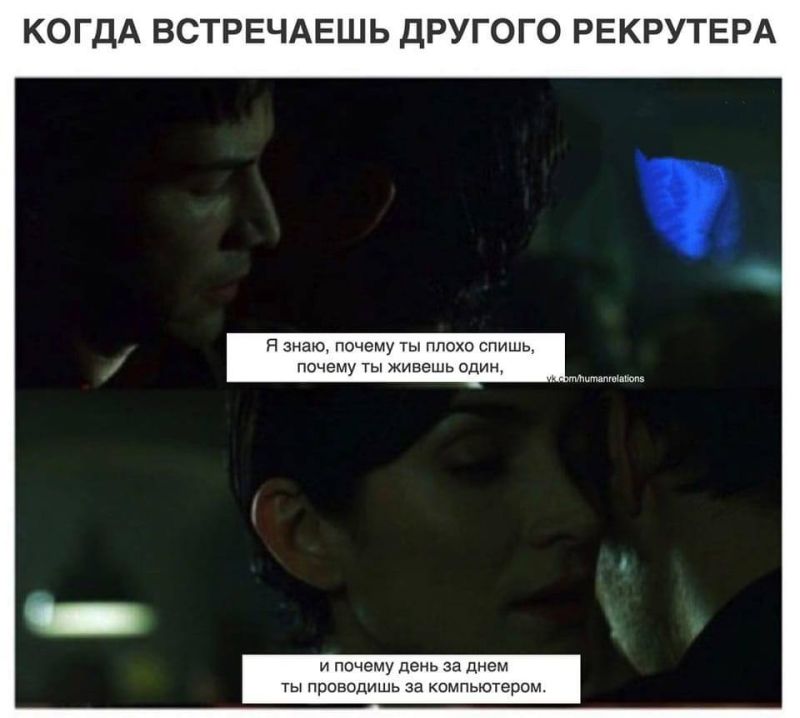 КОГДА ВСТРЕЧАЕШЬ ДРУГОГО РЕКРУТЕРА
Я знаю, почему ты плохо спишь,
почему ты живешь один,
vk.com/humanrelations
и почему день за днем
ты проводишь за компьютером.